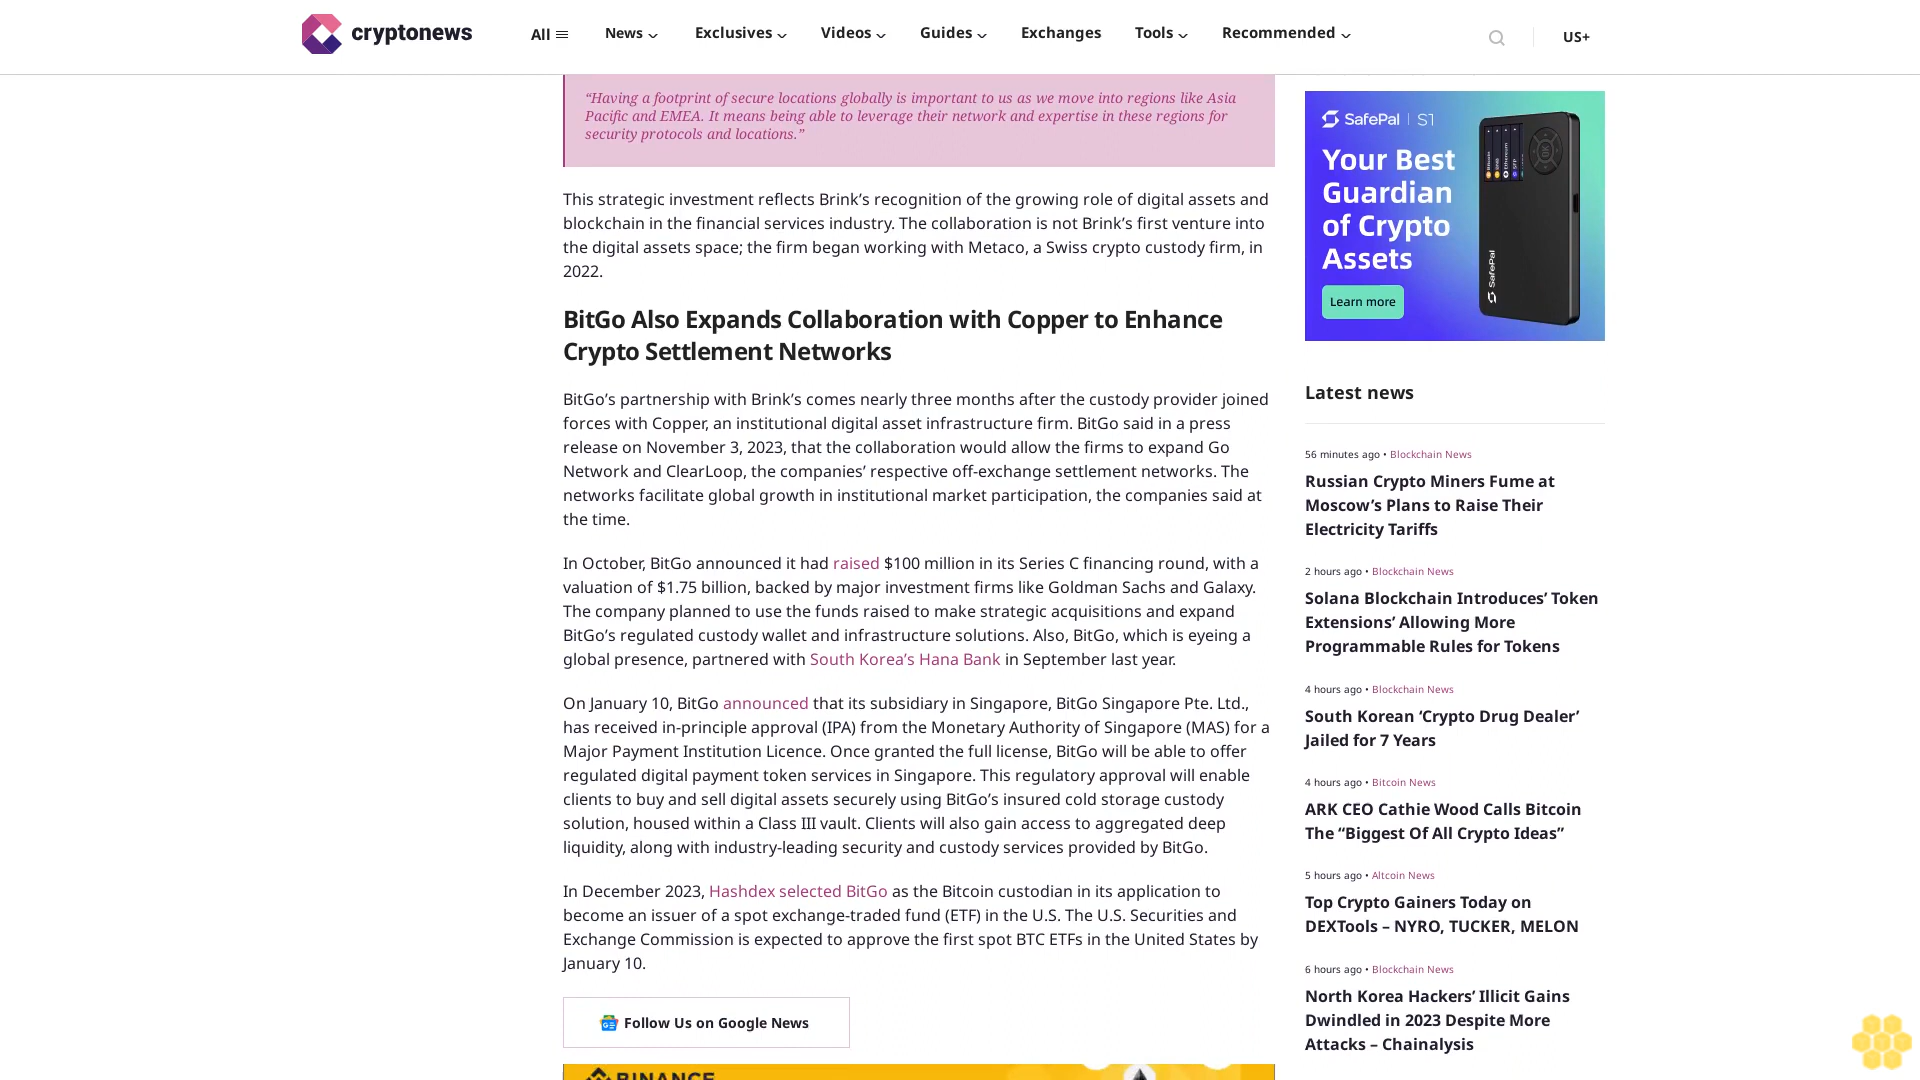 cryptonews
All
News
Exclusives
Videos
Guides
Exchanges
Tools
Recommended
US+
“Having a footprint of secure locations globally is important to us as we move into regions like Asia
Pacific and EMEA. It means being able to leverage their network and expertise in these regions for
security protocols and locations.”
This strategic investment reflects Brink’s recognition of the growing role of digital assets and
blockchain in the financial services industry. The collaboration is not Brink’s first venture into
the digital assets space; the firm began working with Metaco, a Swiss crypto custody firm, in
2022.
BitGo Also Expands Collaboration with Copper to Enhance
Crypto Settlement Networks
BitGo’s partnership with Brink’s comes nearly three months after the custody provider joined
forces with Copper, an institutional digital asset infrastructure firm. BitGo said in a press
release on November 3, 2023, that the collaboration would allow the firms to expand Go
Network and ClearLoop, the companies’ respective off-exchange settlement networks. The
networks facilitate global growth in institutional market participation, the companies said at
the time.
In October, BitGo announced it had raised $100 million in its Series C financing round, with a
valuation of $1.75 billion, backed by major investment firms like Goldman Sachs and Galaxy.
The company planned to use the funds raised to make strategic acquisitions and expand
BitGo’s regulated custody wallet and infrastructure solutions. Also, BitGo, which is eyeing a
global presence, partnered with South Korea’s Hana Bank in September last year.
On January 10, BitGo announced that its subsidiary in Singapore, BitGo Singapore Pte. Ltd.,
has received in-principle approval (IPA) from the Monetary Authority of Singapore (MAS) for a
Major Payment Institution Licence. Once granted the full license, BitGo will be able to offer
regulated digital payment token services in Singapore. This regulatory approval will enable
clients to buy and sell digital assets securely using BitGo’s insured cold storage custody
solution, housed within a Class III vault. Clients will also gain access to aggregated deep
liquidity, along with industry-leading security and custody services provided by BitGo.
In December 2023, Hashdex selected BitGo as the Bitcoin custodian in its application to
become an issuer of a spot exchange-traded fund (ETF) in the U.S. The U.S. Securities and
Exchange Commission is expected to approve the first spot BTC ETFs in the United States by
January 10.
Follow Us on Google News
BINANCE
SafePal | S1
Your Best
Guardian
of Crypto
Assets
Learn more
SafePal
Latest news
56 minutes ago • Blockchain News
Russian Crypto Miners Fume at
Moscow’s Plans to Raise Their
Electricity Tariffs
2 hours ago • Blockchain News
Solana Blockchain Introduces’ Token
Extensions’ Allowing More
Programmable Rules for Tokens
4 hours ago • Blockchain News
South Korean ‘Crypto Drug Dealer’
Jailed for 7 Years
4 hours ago • Bitcoin News
ARK CEO Cathie Wood Calls Bitcoin
The “Biggest Of All Crypto Ideas”
5 hours ago • Altcoin News
Top Crypto Gainers Today on
DEXTools – NYRO, TUCKER, MELON
6 hours ago • Blockchain News
North Korea Hackers’ Illicit Gains
Dwindled in 2023 Despite More
Attacks – Chainalysis